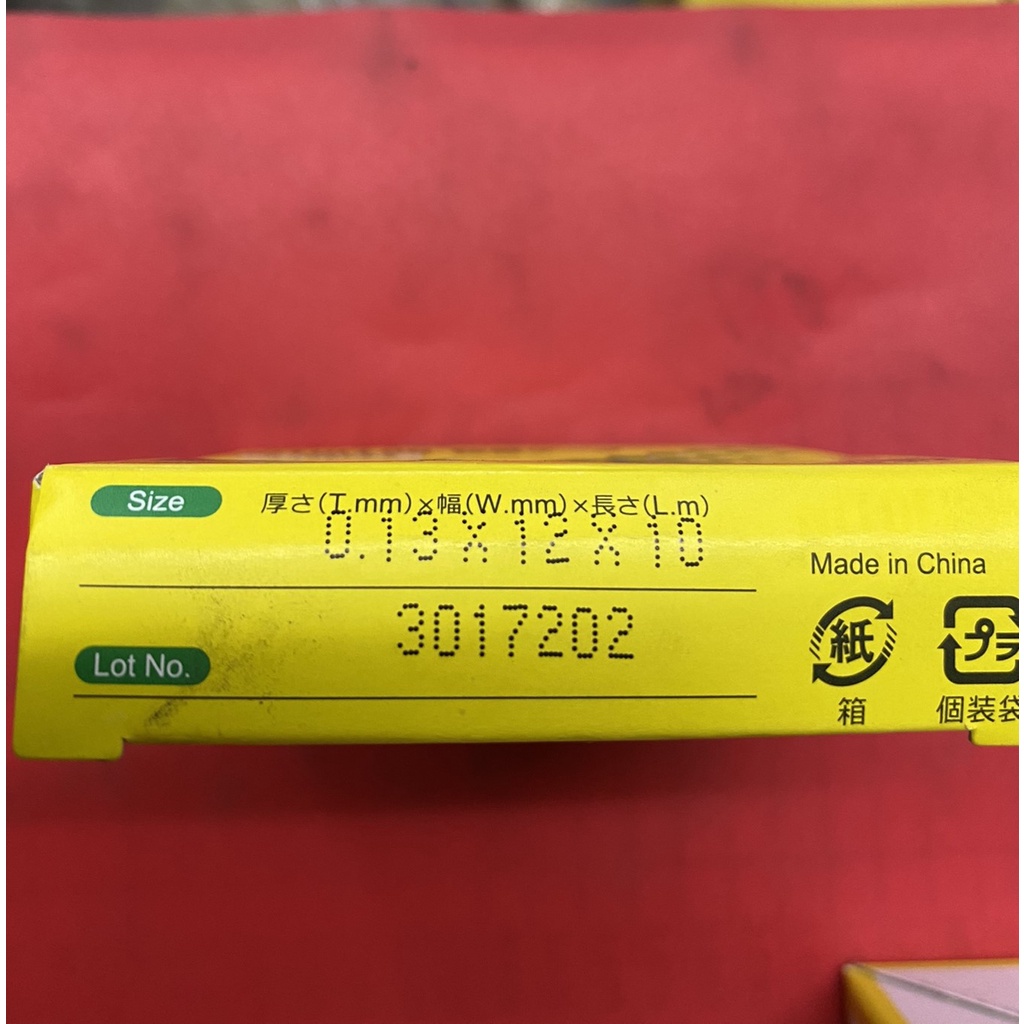 Size 厚さ(T.mm)×幅(W.mm)×長さ(L.m)
0.13 X 12 X 10
Made in China
3017202
Lot No.
紙 プラ
箱 個装袋